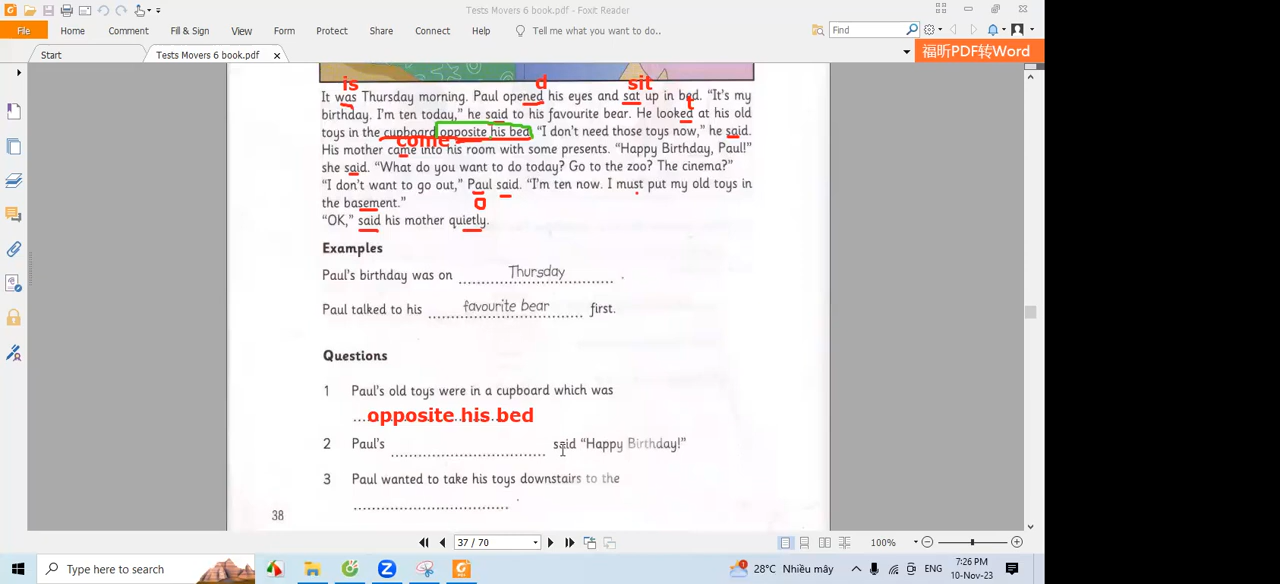 Tests Movers 6 book.pdf - Foxit Reader
File Home Comment Fill & Sign View Form Protect Share Connect Help Tell me what you want to do.. Find
Start Tests Movers 6 book.pdf
福昕PDF转Word
is d sit
It was Thursday morning. Paul opened his eyes and sat up in bed. “It’s my
t
birthday. I’m ten today,” he said to his favourite bear. He looked at his old
toys in the cupboard opposite his bed. “I don’t need those toys now,” he said.
come
His mother came into his room with some presents. “Happy Birthday, Paul!”
she said. “What do you want to do today? Go to the zoo? The cinema?”
“I don’t want to go out,” Paul said. “I’m ten now. I must put my old toys in
the basement.”
a
“OK,” said his mother quietly.
Examples
Paul’s birthday was on Thursday .
Paul talked to his favourite bear first.
Questions
1 Paul’s old toys were in a cupboard which was
opposite his bed
2 Paul’s said “Happy Birthday!”
3 Paul wanted to take his toys downstairs to the
.
38
37 / 70 100%
Type here to search 28°C Nhiều mây ENG 7:26 PM
10-Nov-23